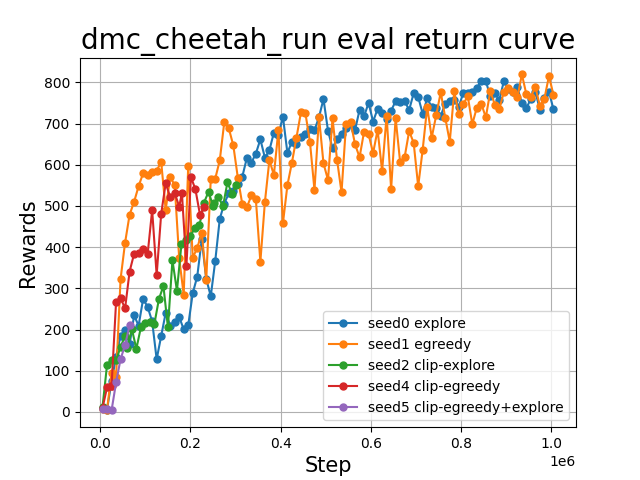 dmc_cheetah_run eval return curve
800
700
600
500
400
300
200
100
0
Rewards
seed0 explore
seed1 egreedy
seed2 clip-explore
seed4 clip-egreedy
seed5 clip-egreedy+explore
0.0 0.2 0.4 0.6 0.8 1.0
1e6
Step